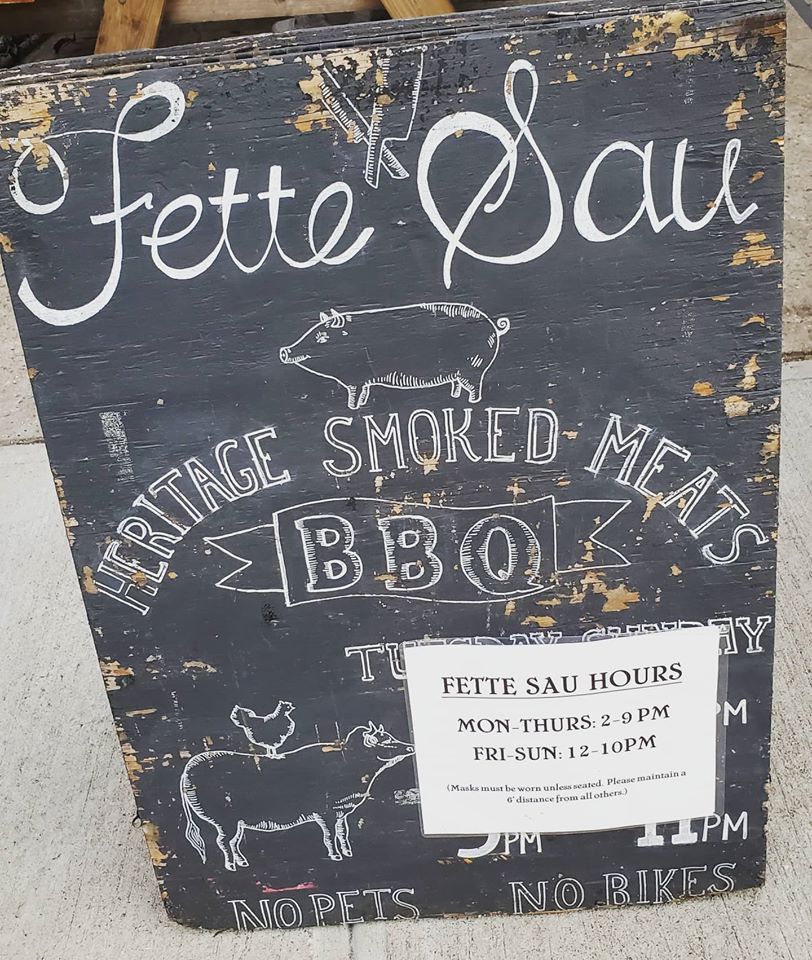 Fette Sau
HERITAGE SMOKED MEATS
BBQ
FETTE SAU HOURS
MON-THURS: 2-9 PM
FRI-SUN: 12-10PM
(Masks must be worn unless seated. Please maintain a
6' distance from all others.)
PM
PM 11PM
NO PETS NO BIKES